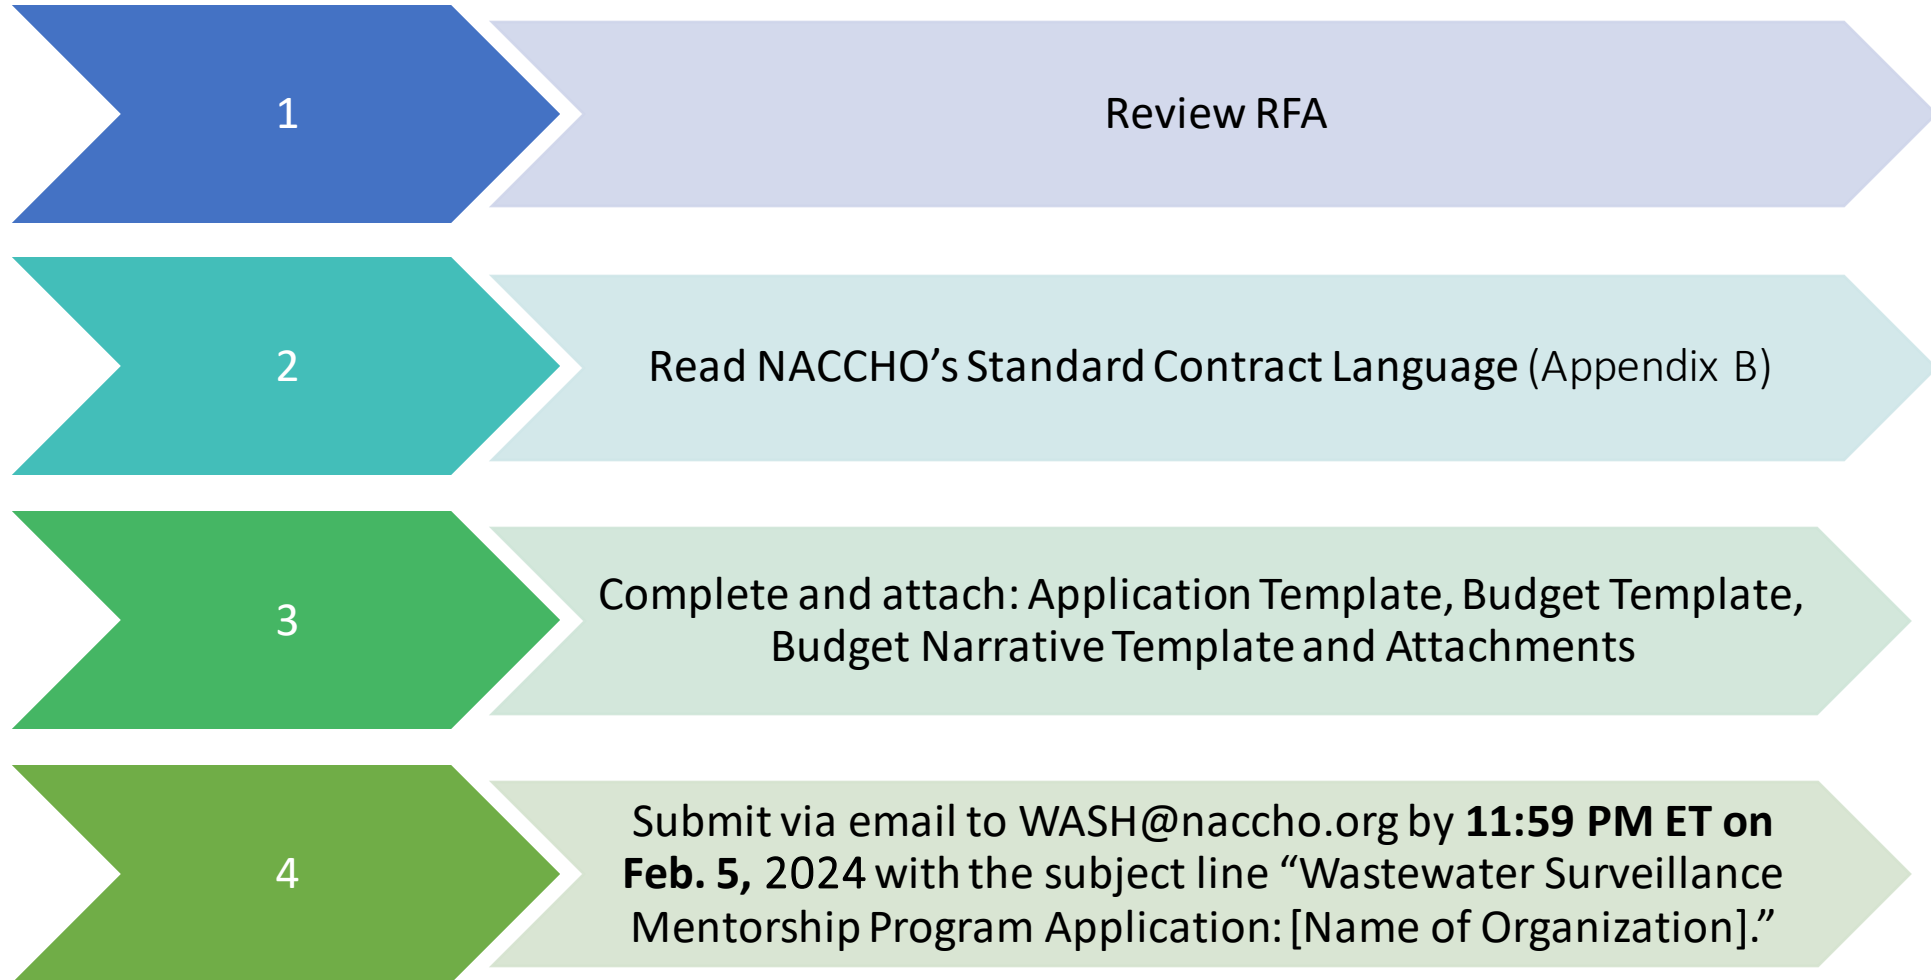 1
Review RFA
2
Read NACCHO’s Standard Contract Language (Appendix B)
3
Complete and attach: Application Template, Budget Template,
Budget Narrative Template and Attachments
4
Submit via email to WASH@naccho.org by 11:59 PM ET on
Feb. 5, 2024 with the subject line “Wastewater Surveillance
Mentorship Program Application: [Name of Organization].”